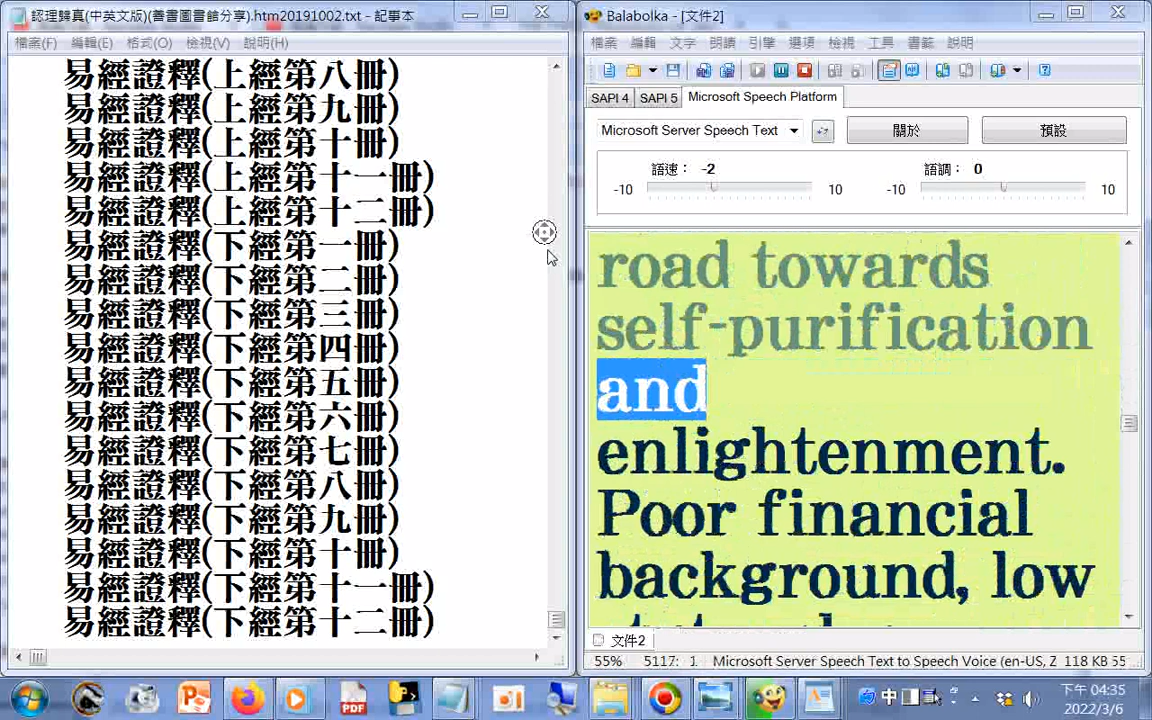 認理歸真(中英文版)(善書圖書館分享).htm20191002.txt - 記事本
檔案(F) 編輯(E) 格式(O) 檢視(V) 說明(H)
易經證釋(上經第八冊)
易經證釋(上經第九冊)
易經證釋(上經第十冊)
易經證釋(上經第十一冊)
易經證釋(上經第十二冊)
易經證釋(下經第一冊)
易經證釋(下經第二冊)
易經證釋(下經第三冊)
易經證釋(下經第四冊)
易經證釋(下經第五冊)
易經證釋(下經第六冊)
易經證釋(下經第七冊)
易經證釋(下經第八冊)
易經證釋(下經第九冊)
易經證釋(下經第十冊)
易經證釋(下經第十一冊)
易經證釋(下經第十二冊)
Balabolka - [文件2]
檔案 編輯 文字 朗讀 引擎 選項 檢視 工具 書籤 說明
SAPI 4 SAPI 5 Microsoft Speech Platform
Microsoft Server Speech Text 關於 預設
語速： -2 語調： 0
-10 10 -10 10
road towards
self-purification
and
enlightenment.
Poor financial
background, low
文件2
55% 5117: 1. Microsoft Server Speech Text to Speech Voice (en-US, Z 118 KB 55
PDF 中 下午 04:35
2022/3/6